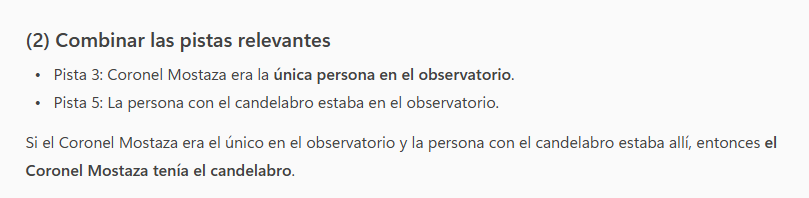 (2) Combinar las pistas relevantes
• Pista 3: Coronel Mostaza era la única persona en el observatorio.
• Pista 5: La persona con el candelabro estaba en el observatorio.
Si el Coronel Mostaza era el único en el observatorio y la persona con el candelabro estaba allí, entonces el
Coronel Mostaza tenía el candelabro.